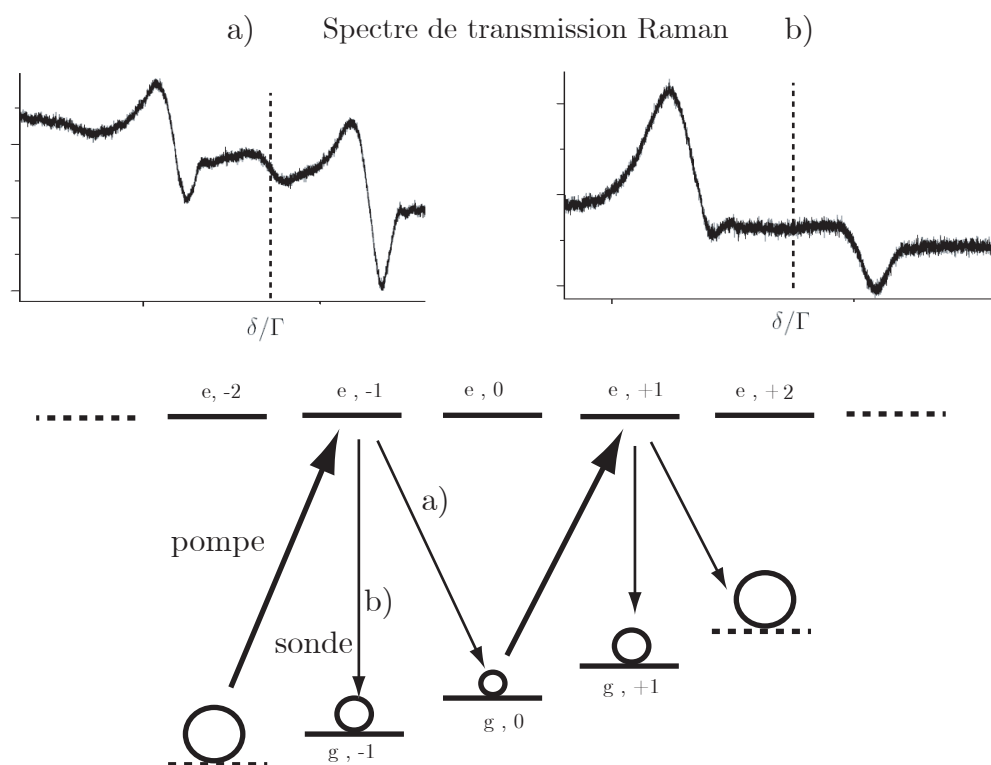 a) Spectre de transmission Raman b)
δ/Γ δ/Γ
e, -2 e , -1 e , 0 e , +1 e , +2
a)
pompe
b)
sonde
g , +1
g , 0
g , -1